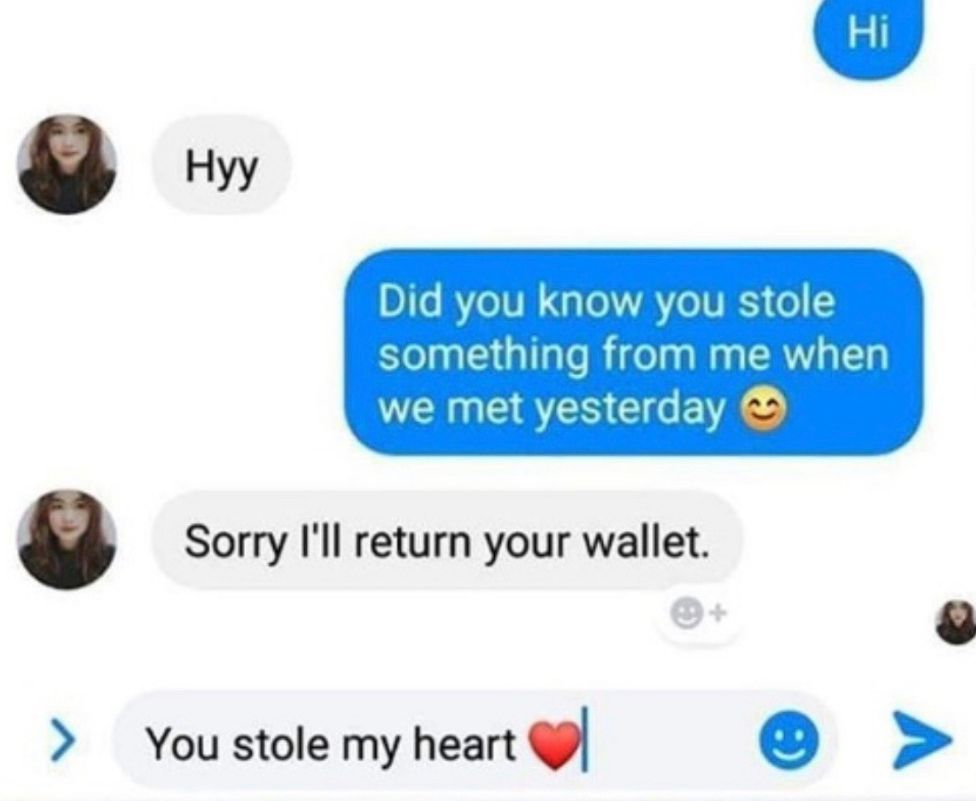 Hi
Hyy
Did you know you stole
something from me when
we met yesterday 😊
Sorry I'll return your wallet.
You stole my heart ❤️